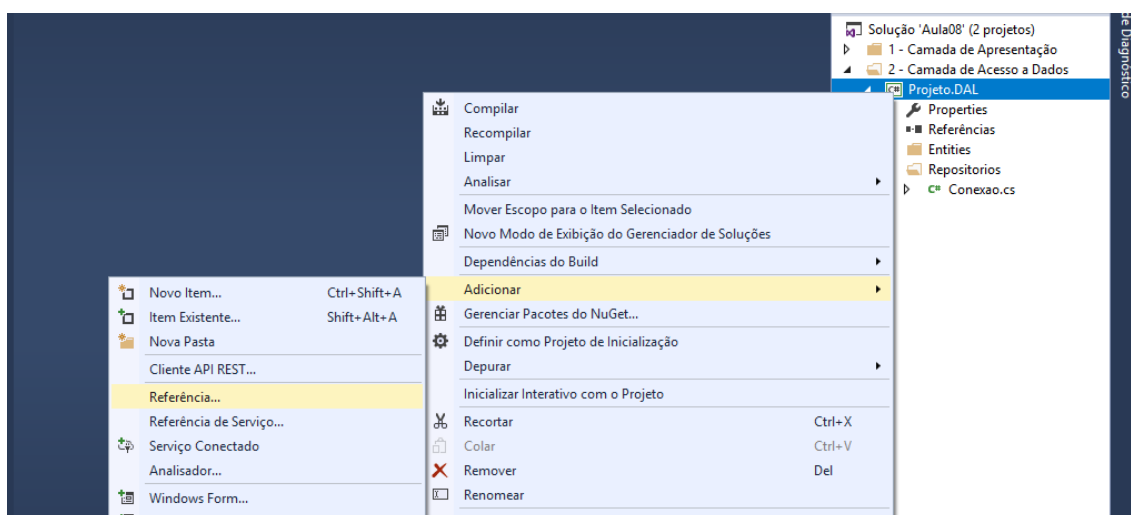 Solução 'Aula08' (2 projetos)
1 - Camada de Apresentação
2 - Camada de Acesso a Dados
C# Projeto.DAL
Properties
Referências
Entities
Repositorios
C# Conexao.cs
de Diagnóstico
Compilar
Recompilar
Limpar
Analisar
Mover Escopo para o Item Selecionado
Novo Modo de Exibição do Gerenciador de Soluções
Dependências do Build
Adicionar
Gerenciar Pacotes do NuGet...
Definir como Projeto de Inicialização
Depurar
Inicializar Interativo com o Projeto
Recortar Ctrl+X
Colar Ctrl+V
Remover Del
Renomear
Novo Item... Ctrl+Shift+A
Item Existente... Shift+Alt+A
Nova Pasta
Cliente API REST...
Referência...
Referência de Serviço...
Serviço Conectado
Analisador...
Windows Form...